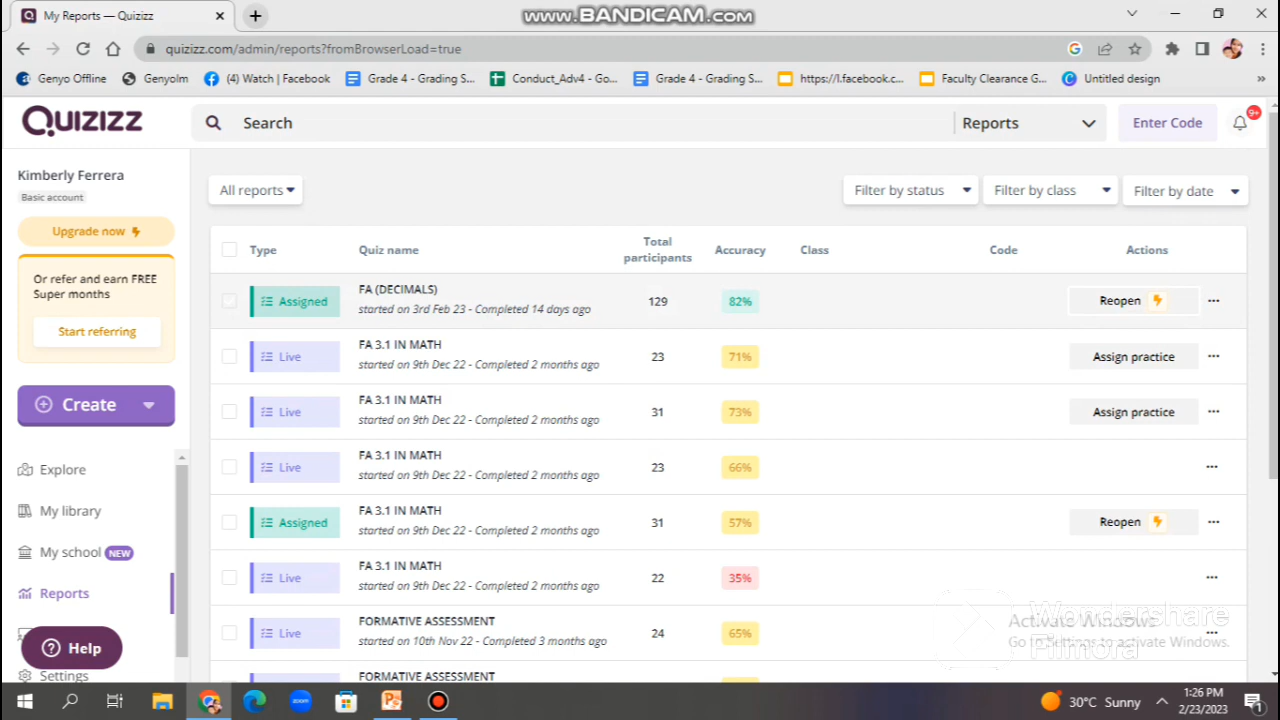 My Reports — Quizizz
www.BANDICAM.com
quizizz.com/admin/reports?fromBrowserLoad=true
Genyo Offline
Genyolm
(4) Watch | Facebook
Grade 4 - Grading S...
Conduct_Adv4 - Go...
Grade 4 - Grading S...
https://l.facebook.c...
Faculty Clearance G...
Untitled design
QUIZIZZ
Search
Reports
Enter Code
9+
Kimberly Ferrera
Basic account
Upgrade now
Or refer and earn FREE
Super months
Start referring
Create
Explore
My library
My school NEW
Reports
Help
Settings
All reports
Filter by status
Filter by class
Filter by date
Type
Quiz name
Total
participants
Accuracy
Class
Code
Actions
Assigned
FA (DECIMALS)
started on 3rd Feb 23 - Completed 14 days ago
129
82%
Reopen
Live
FA 3.1 IN MATH
started on 9th Dec 22 - Completed 2 months ago
23
71%
Assign practice
Live
FA 3.1 IN MATH
started on 9th Dec 22 - Completed 2 months ago
31
73%
Assign practice
Live
FA 3.1 IN MATH
started on 9th Dec 22 - Completed 2 months ago
23
66%
Assigned
FA 3.1 IN MATH
started on 9th Dec 22 - Completed 2 months ago
31
57%
Reopen
Live
FA 3.1 IN MATH
started on 9th Dec 22 - Completed 2 months ago
22
35%
Live
FORMATIVE ASSESSMENT
started on 10th Nov 22 - Completed 3 months ago
24
65%
FORMATIVE ASSESSMENT
Activate Windows
Go to Settings to activate Windows.
Wondershare
Filmora
zoom
30°C Sunny
1:26 PM
2/23/2023
1